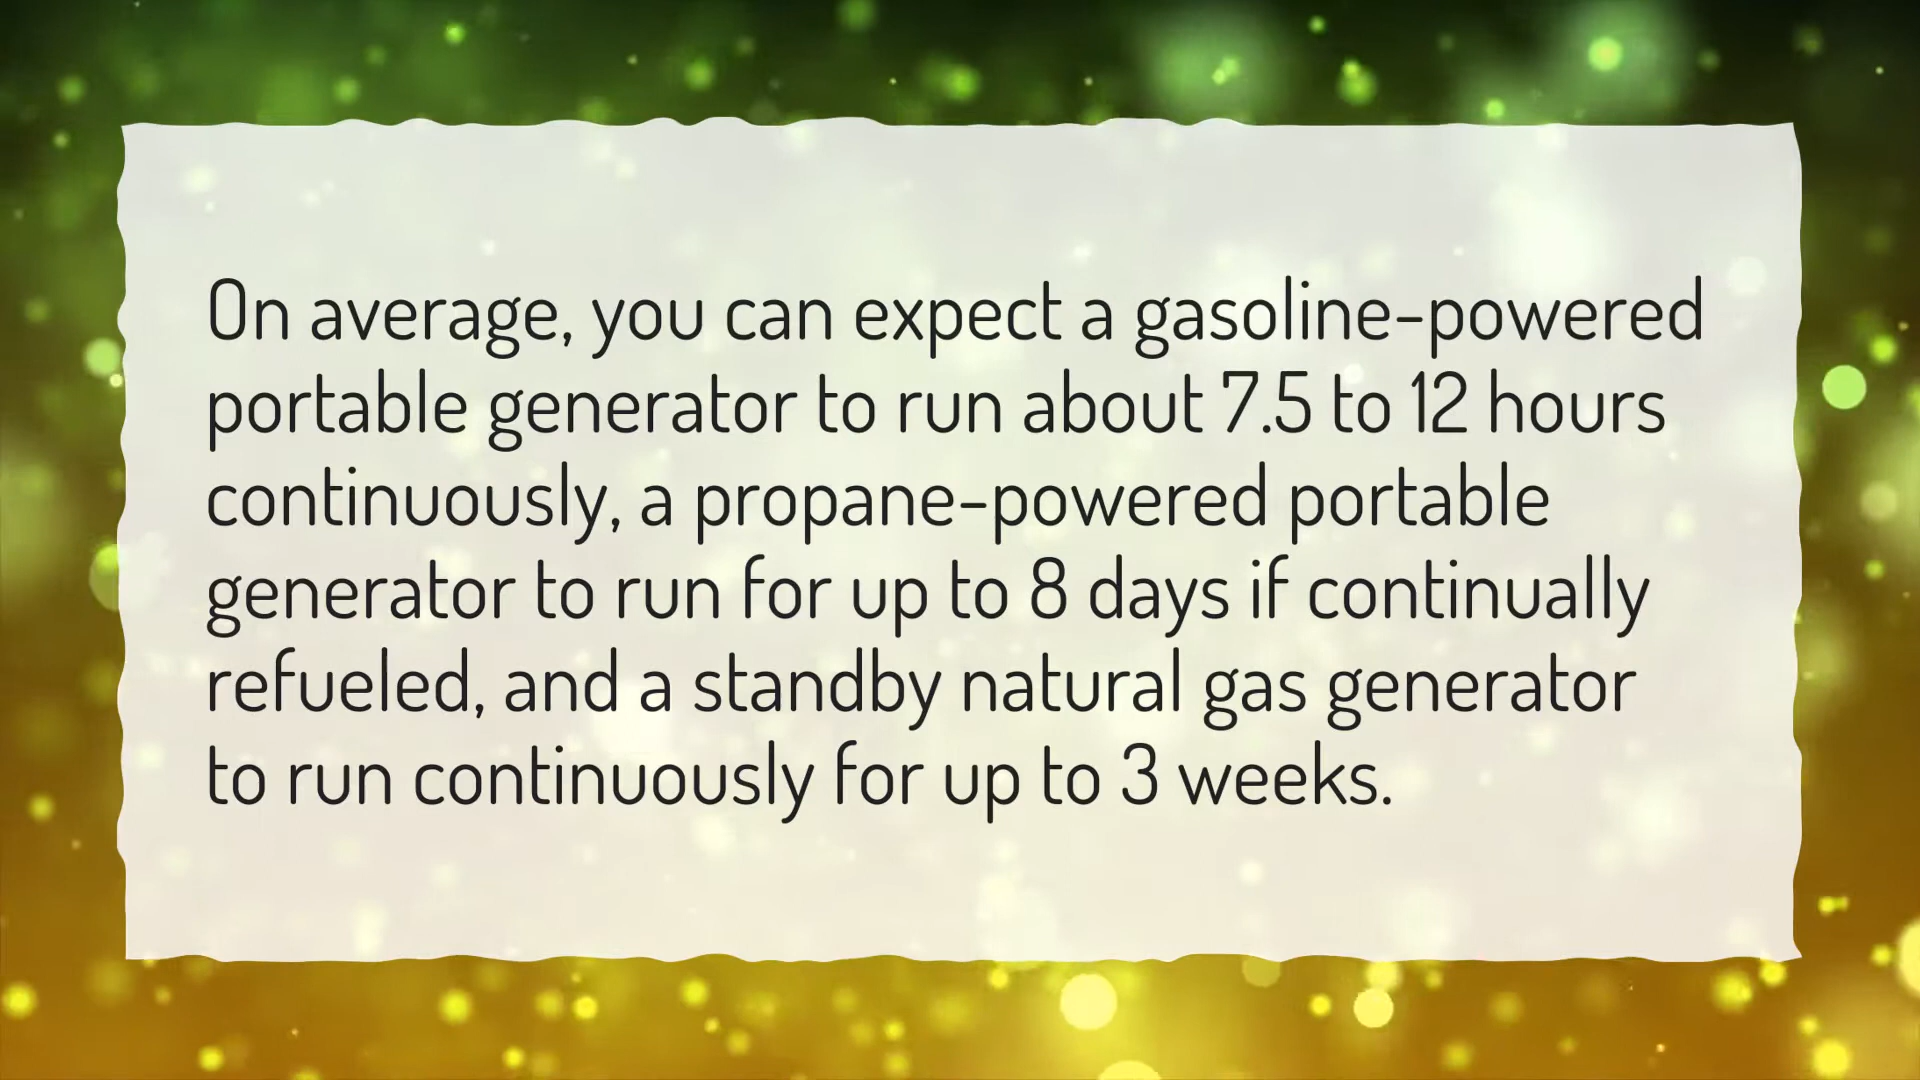 On average, you can expect a gasoline-powered
portable generator to run about 7.5 to 12 hours
continuously, a propane-powered portable
generator to run for up to 8 days if continually
refueled, and a standby natural gas generator
to run continuously for up to 3 weeks.